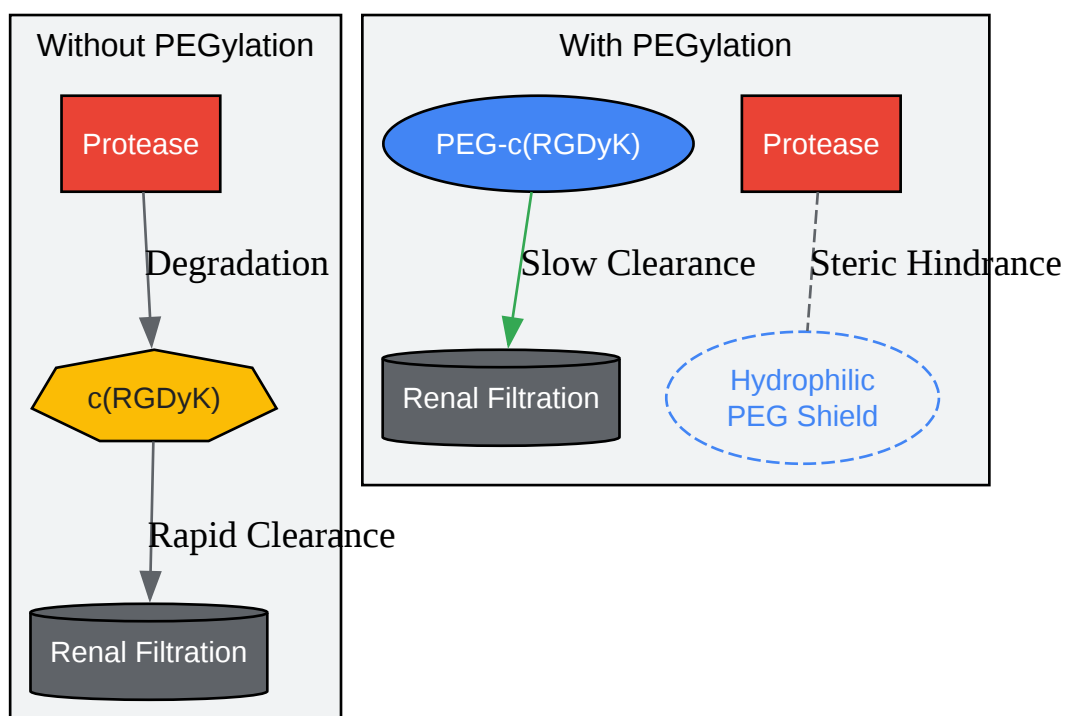 Without PEGylation
Protease
Degradation
c(RGDyK)
Rapid Clearance
Renal Filtration
With PEGylation
PEG-c(RGDyK)
Protease
Slow Clearance
Steric Hindrance
Renal Filtration
Hydrophilic
PEG Shield